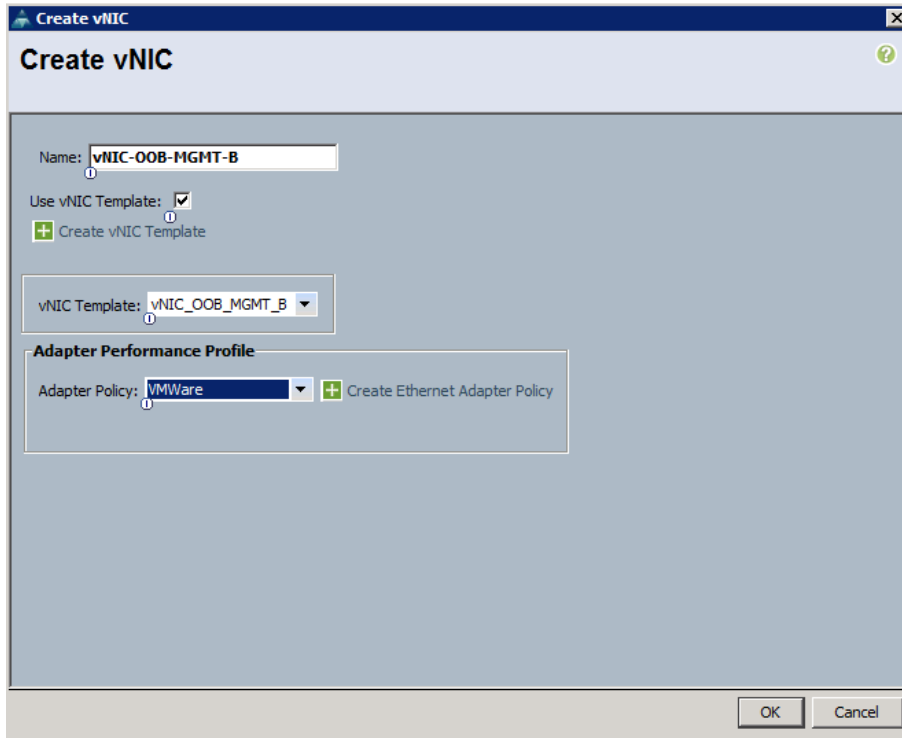 Create vNIC
Create vNIC
Name: vNIC-OOB-MGMT-B
Use vNIC Template:
Create vNIC Template
vNIC Template: vNIC_OOB_MGMT_B
Adapter Performance Profile
Adapter Policy: VMWare Create Ethernet Adapter Policy
OK Cancel